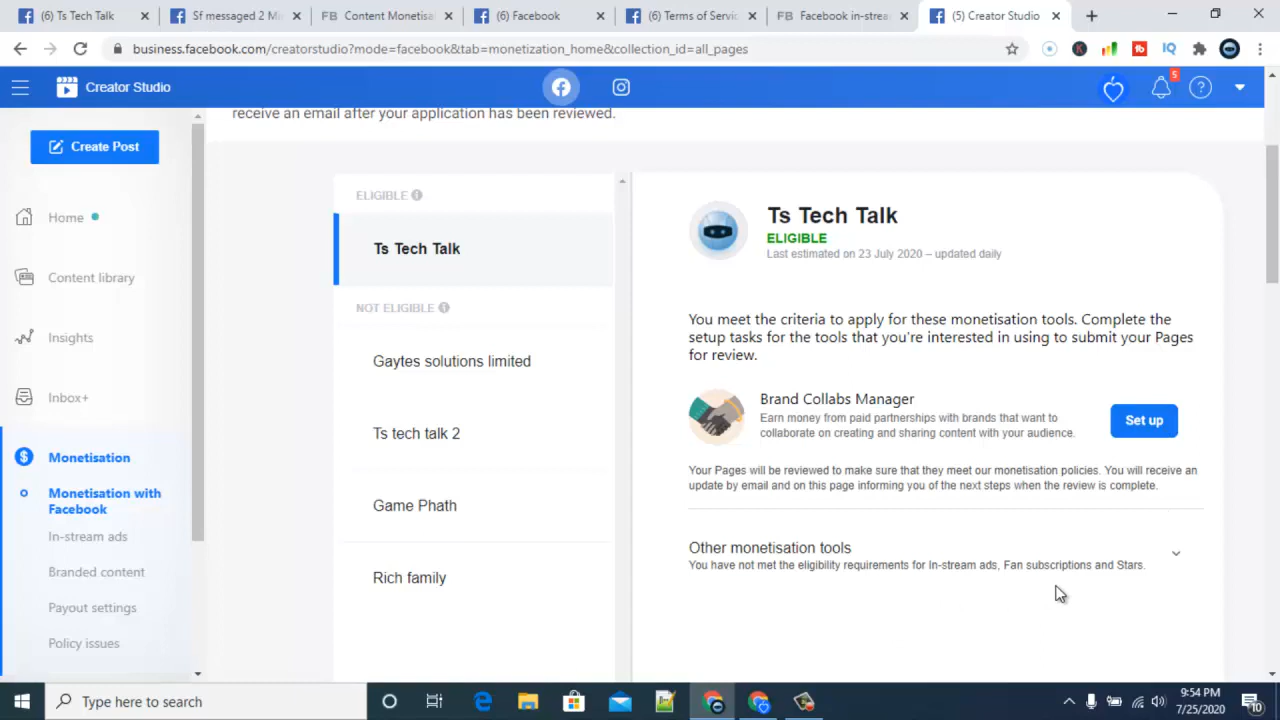 (6) Ts Tech Talk
Sf messaged 2 Mi
Content Monetisa
(6) Facebook
(6) Terms of Servic
Facebook in-strea
(5) Creator Studio
business.facebook.com/creatorstudio?mode=facebook&tab=monetization_home&collection_id=all_pages
Creator Studio
5
receive an email after your application has been reviewed.
Create Post
Home
Content library
Insights
Inbox+
Monetisation
Monetisation with
Facebook
In-stream ads
Branded content
Payout settings
Policy issues
ELIGIBLE
Ts Tech Talk
NOT ELIGIBLE
Gaytes solutions limited
Ts tech talk 2
Game Phath
Rich family
Ts Tech Talk
ELIGIBLE
Last estimated on 23 July 2020 – updated daily
You meet the criteria to apply for these monetisation tools. Complete the
setup tasks for the tools that you're interested in using to submit your Pages
for review.
Brand Collabs Manager
Earn money from paid partnerships with brands that want to
collaborate on creating and sharing content with your audience.
Set up
Your Pages will be reviewed to make sure that they meet our monetisation policies. You will receive an
update by email and on this page informing you of the next steps when the review is complete.
Other monetisation tools
You have not met the eligibility requirements for In-stream ads, Fan subscriptions and Stars.
Type here to search
9:54 PM
7/25/2020
10